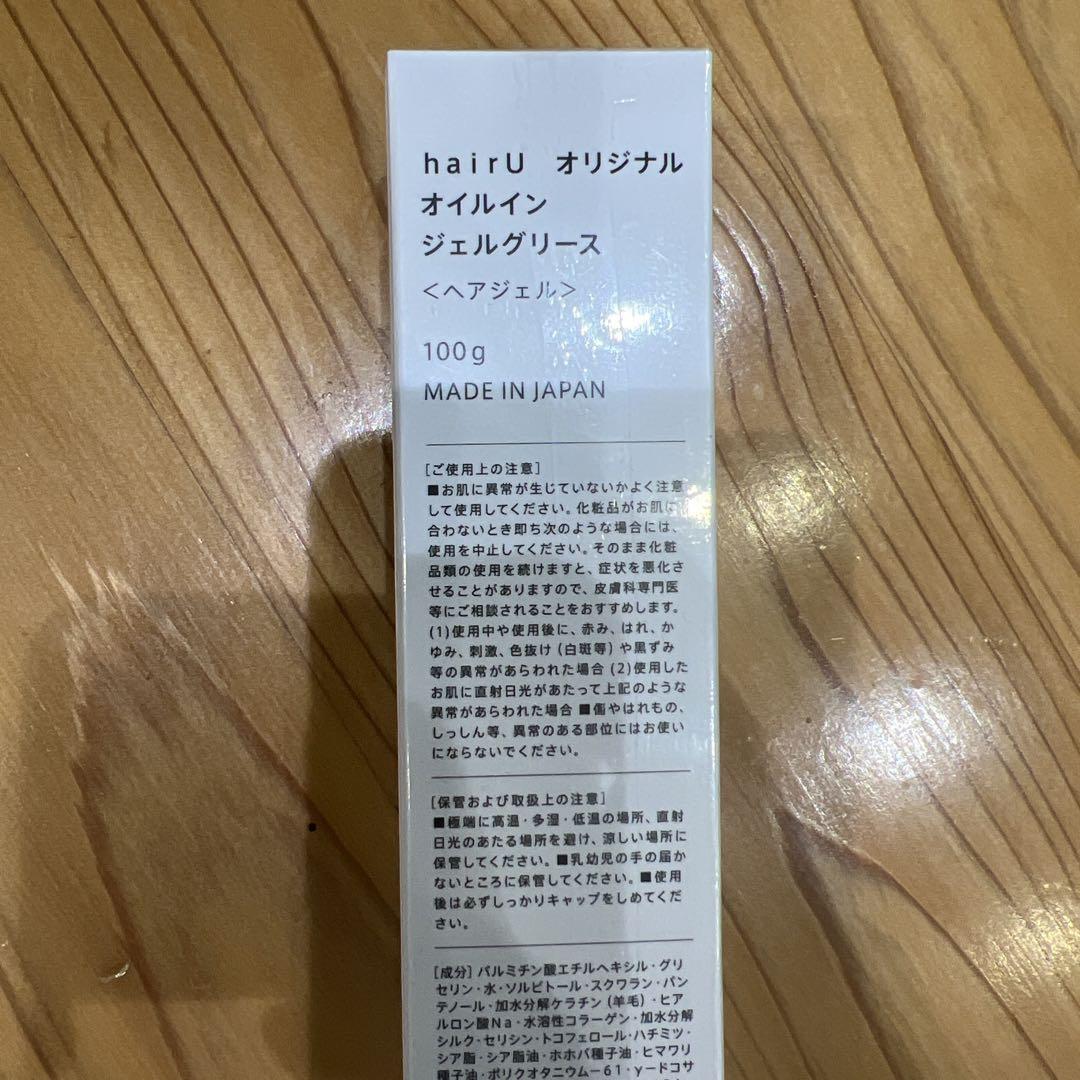 hairU オリジナル
オイルイン
ジェルグリース
＜ヘアジェル＞
100g
MADE IN JAPAN
[ご使用上の注意]
■お肌に異常が生じていないかよく注意
して使用してください。化粧品がお肌に
合わないとき即ち次のような場合には、
使用を中止してください。そのまま化粧
品類の使用を続けますと、症状を悪化さ
せることがありますので、皮膚科専門医
等にご相談されることをおすすめします。
(1)使用中や使用後に、赤み、はれ、か
ゆみ、刺激、色抜け（白斑等）や黒ずみ
等の異常があらわれた場合 (2)使用した
お肌に直射日光があたって上記のような
異常があらわれた場合 ■傷やはれもの、
しっしん等、異常のある部位にはお使い
にならないでください。
[保管および取扱上の注意]
■極端に高温・多湿・低温の場所、直射
日光のあたる場所を避け、涼しい場所に
保管してください。■乳幼児の手の届か
ないところに保管してください。■使用
後は必ずしっかりキャップをしめてくだ
さい。
[成分] パルミチン酸エチルヘキシル・グリ
セリン・水・ソルビトール・スクワラン・パン
テノール・加水分解ケラチン（羊毛）・ヒア
ルロン酸Na・水溶性コラーゲン・加水分解
シルク・セリシン・トコフェロール・ハチミツ・
シア脂・シア脂油・ホホバ種子油・ヒマワリ
種子油・ポリクオタニウムー61・γードコサ